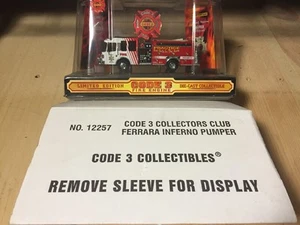 LIMITED EDITION
CODE 3
FIRE ENGINE
DIE-CAST COLLECTIBLE
NO. 12257
CODE 3 COLLECTORS CLUB
FERRARA INFERNO PUMPER
CODE 3 COLLECTIBLES®
REMOVE SLEEVE FOR DISPLAY